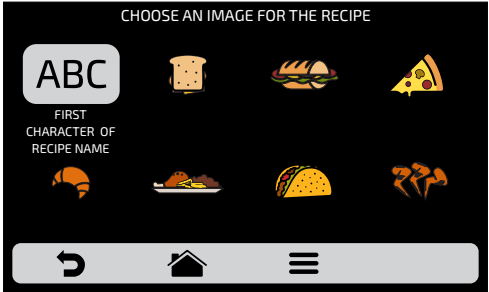 CHOOSE AN IMAGE FOR THE RECIPE
ABC
FIRST
CHARACTER OF
RECIPE NAME